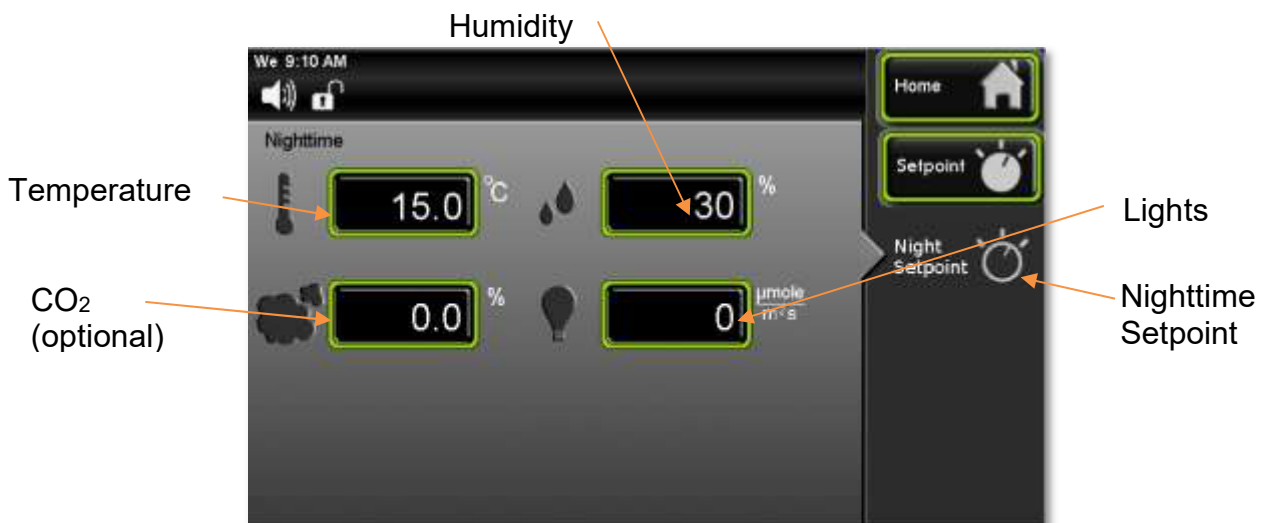 Humidity
We 9:10 AM
Home
Nighttime
Setpoint
Temperature
15.0 °C
30 %
Lights
Night
Setpoint
CO2
(optional)
0.0 %
0 µmole
m²s
Nighttime
Setpoint